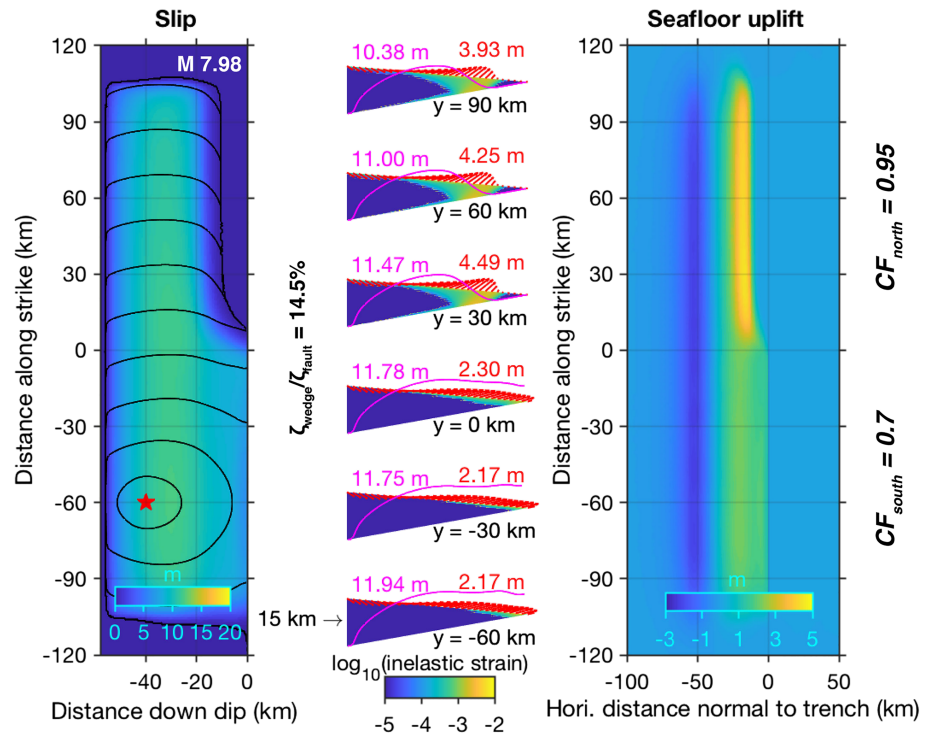 Slip
Seafloor uplift
M 7.98
120
90
60
30
0
-30
-60
-90
-120
Distance along strike (km)
m
0 5 10 15 20
-40 -20 0
Distance down dip (km)
ζwedge/ζfault = 14.5%
10.38 m 3.93 m
y = 90 km
11.00 m 4.25 m
y = 60 km
11.47 m 4.49 m
y = 30 km
11.78 m 2.30 m
y = 0 km
11.75 m 2.17 m
y = -30 km
11.94 m 2.17 m
15 km→
y = -60 km
log10(inelastic strain)
-5 -4 -3 -2
120
90
60
30
0
-30
-60
-90
-120
Distance along strike (km)
m
-3 -1 1 3 5
-100 -50 0 50
Hori. distance normal to trench (km)
CFnorth = 0.95
CFsouth = 0.7